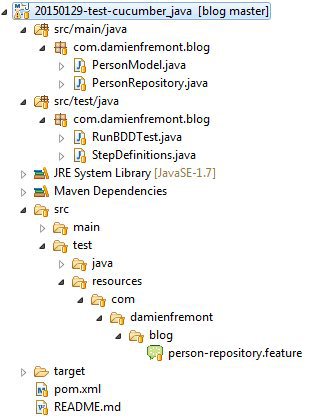 20150129-test-cucumber_java [blog master]
src/main/java
com.damienfremont.blog
PersonModel.java
PersonRepository.java
src/test/java
com.damienfremont.blog
RunBDDTest.java
StepDefinitions.java
JRE System Library [JavaSE-1.7]
Maven Dependencies
src
main
test
java
resources
com
damienfremont
blog
person-repository.feature
target
pom.xml
README.md